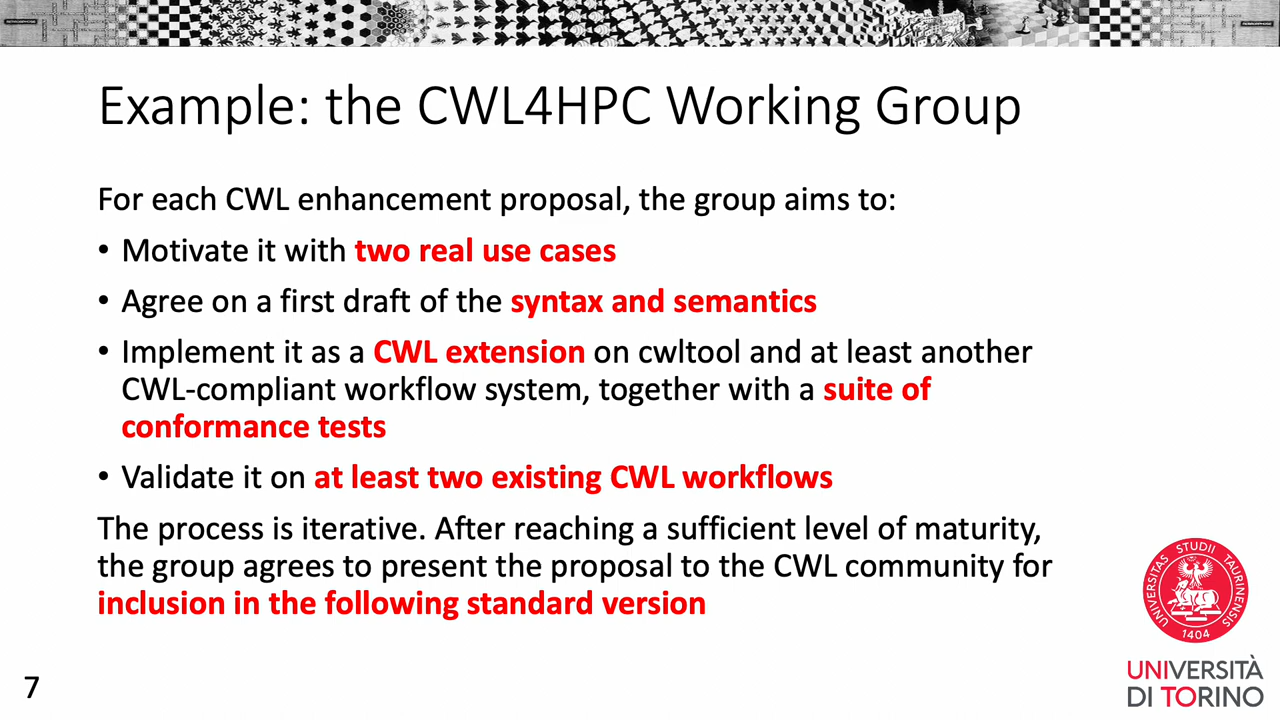 Example: the CWL4HPC Working Group
For each CWL enhancement proposal, the group aims to:
• Motivate it with two real use cases
• Agree on a first draft of the syntax and semantics
• Implement it as a CWL extension on cwltool and at least another
CWL-compliant workflow system, together with a suite of
conformance tests
• Validate it on at least two existing CWL workflows
The process is iterative. After reaching a sufficient level of maturity,
the group agrees to present the proposal to the CWL community for
inclusion in the following standard version
UNIVERSITAS STUDII TAURINENSIS
1404
UNIVERSITÀ
DI TORINO
7